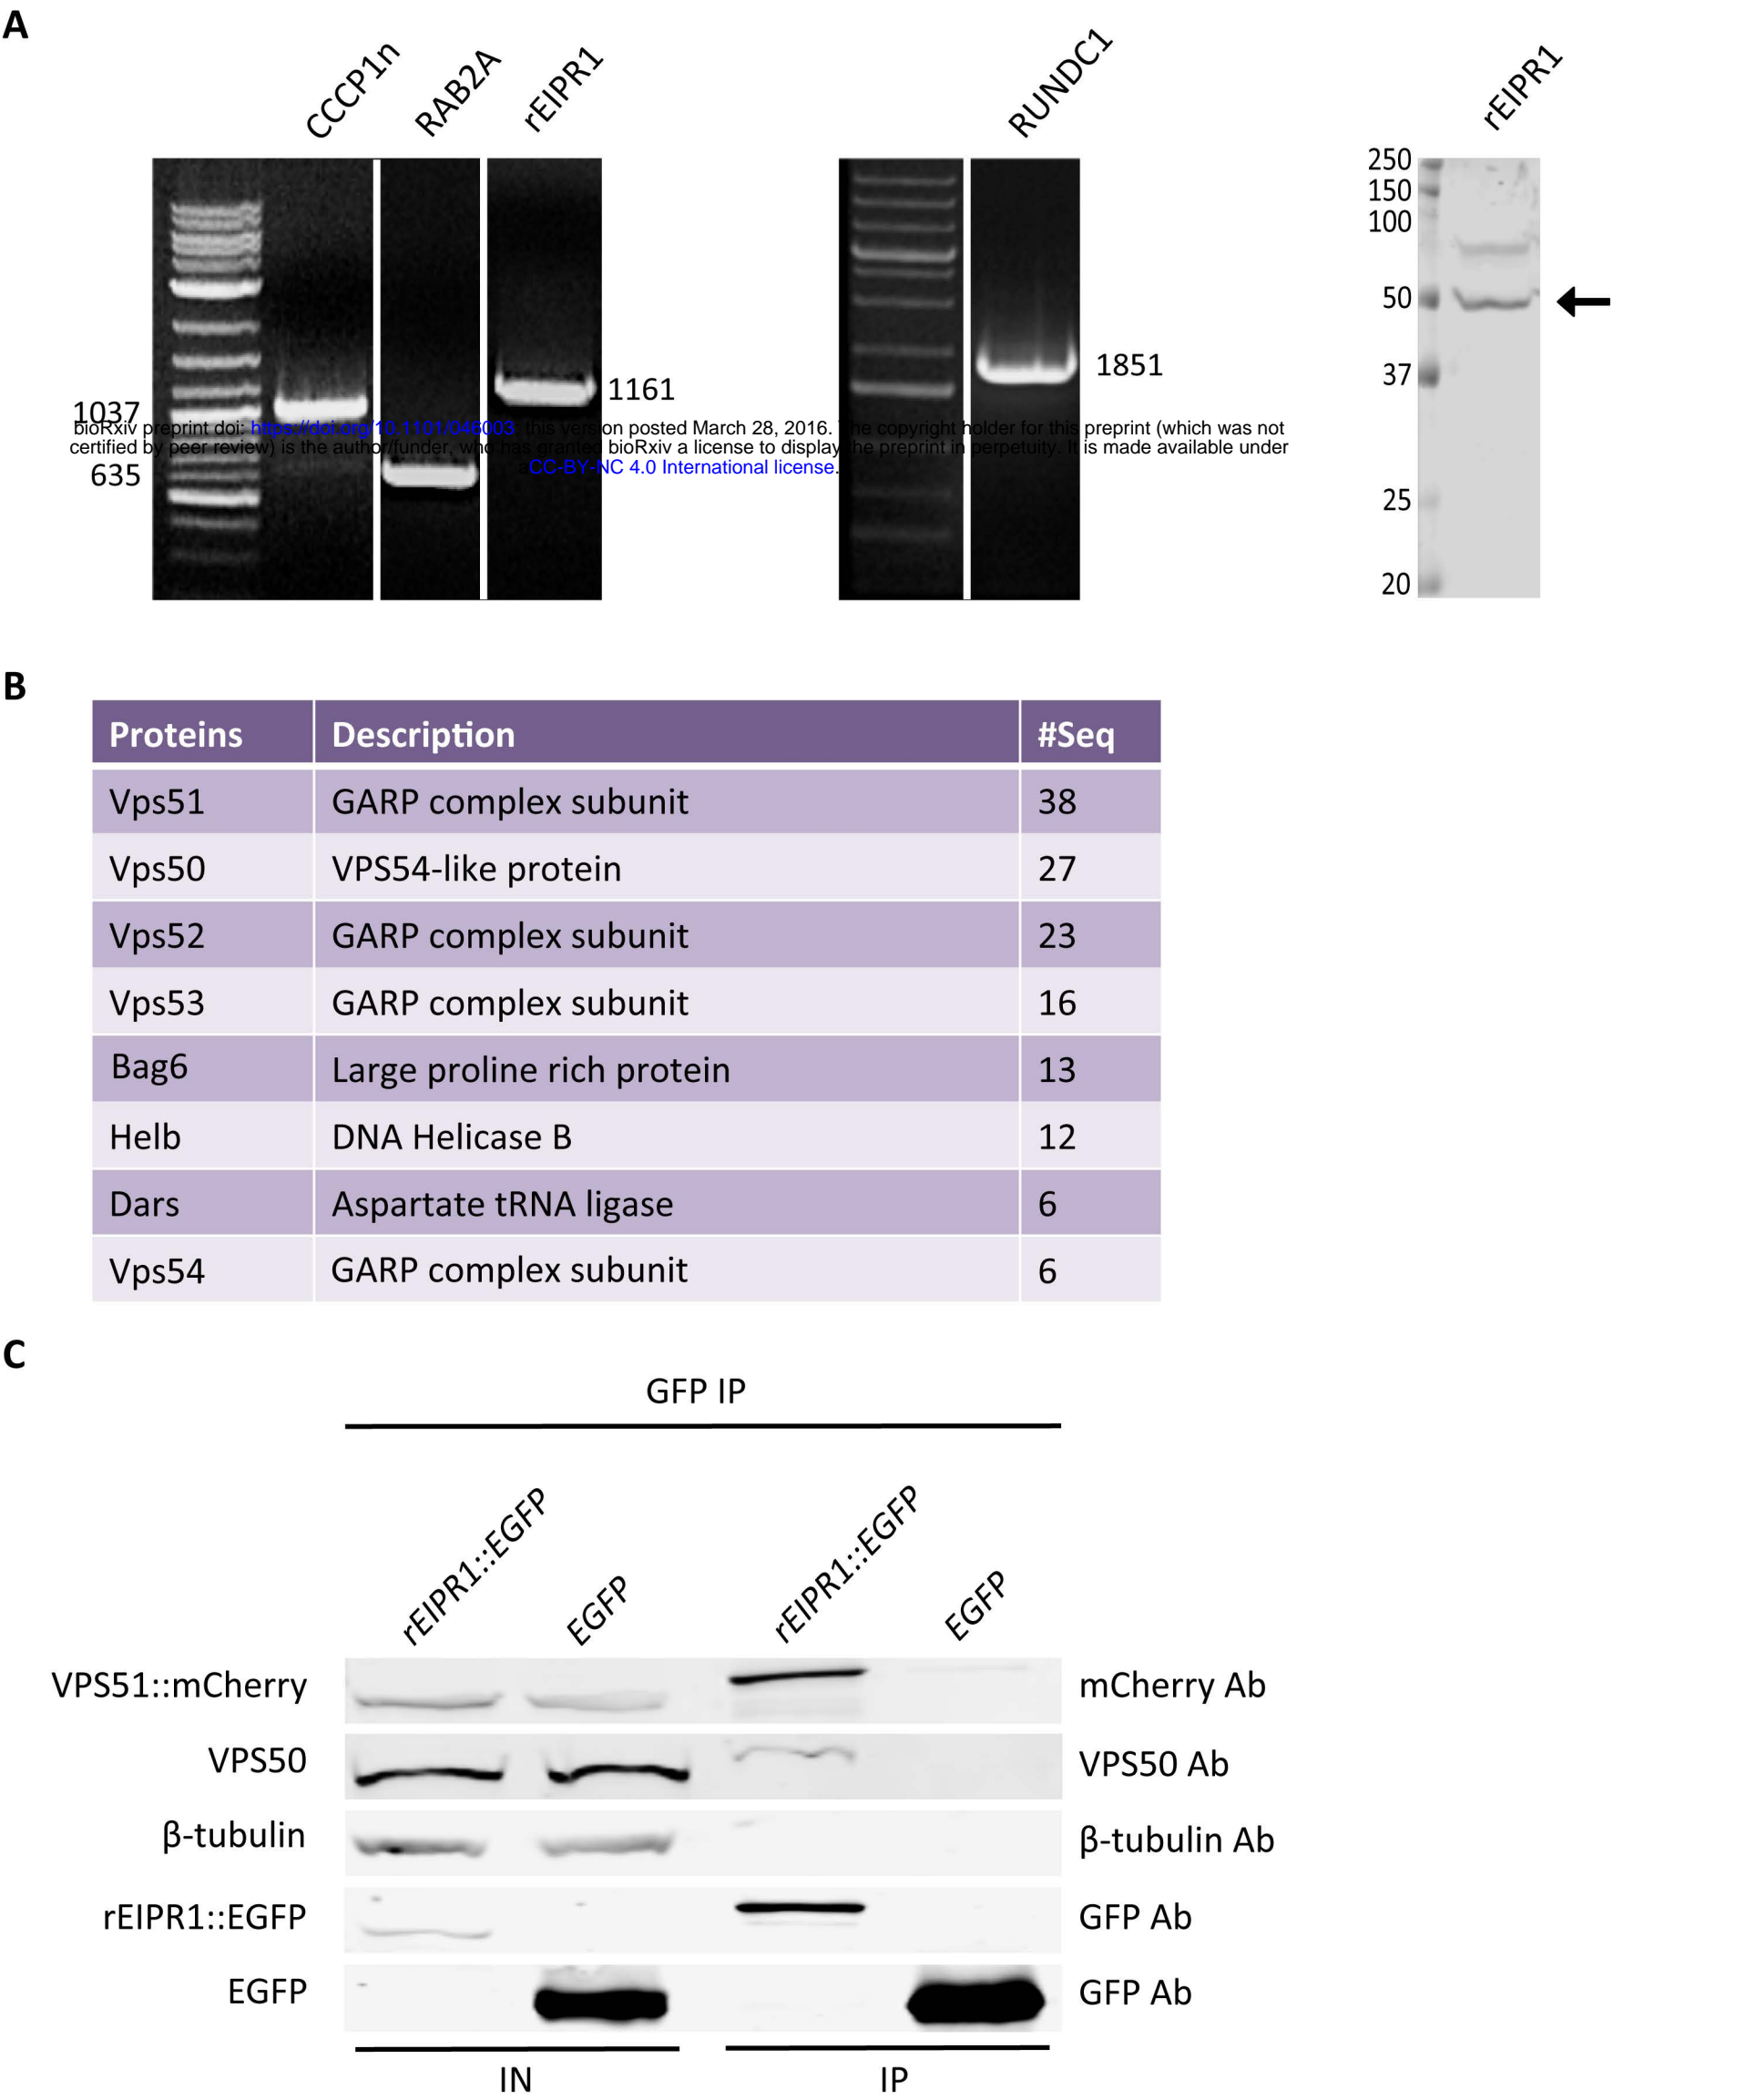 A
CCCP1n
RAB2A
rEIPR1
RUNDC1
rEIPR1
250
150
100
50
37
25
20
1161
1851
1037
635
bioRxiv preprint doi: https://doi.org/10.1101/046003; this version posted March 28, 2016. The copyright holder for this preprint (which was not
certified by peer review) is the author/funder, who has granted bioRxiv a license to display the preprint in perpetuity. It is made available under
aCC-BY-NC 4.0 International license.
B
Proteins Description #Seq
Vps51 GARP complex subunit 38
Vps50 VPS54-like protein 27
Vps52 GARP complex subunit 23
Vps53 GARP complex subunit 16
Bag6 Large proline rich protein 13
Helb DNA Helicase B 12
Dars Aspartate tRNA ligase 6
Vps54 GARP complex subunit 6
C
GFP IP
rEIPR1::EGFP
EGFP
rEIPR1::EGFP
EGFP
VPS51::mCherry mCherry Ab
VPS50 VPS50 Ab
β-tubulin β-tubulin Ab
rEIPR1::EGFP GFP Ab
EGFP GFP Ab
IN IP